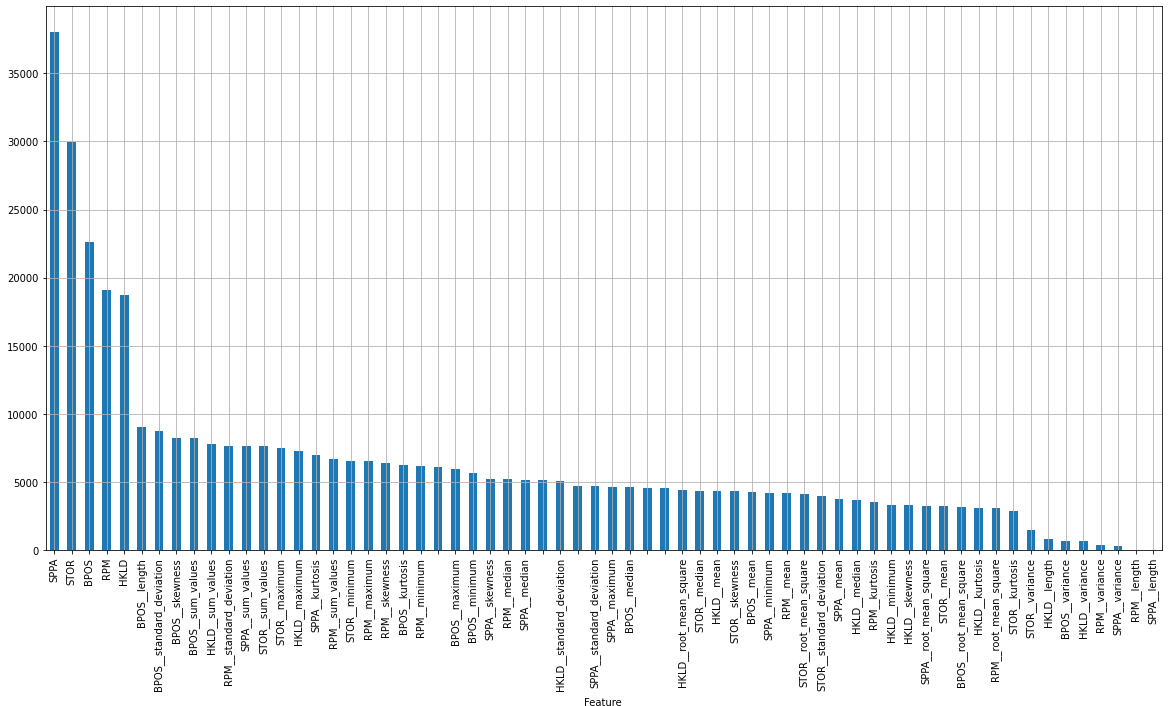 35000
30000
25000
20000
15000
10000
5000
0
SPPA
STOR
BPOS
RPM
HKLD
BPOS__length
BPOS__standard_deviation
BPOS__skewness
BPOS__sum_values
HKLD__sum_values
RPM__standard_deviation
SPPA__sum_values
STOR__sum_values
STOR__maximum
HKLD__maximum
SPPA__kurtosis
RPM__sum_values
STOR__minimum
RPM__maximum
RPM__skewness
BPOS__kurtosis
RPM__minimum
BPOS__maximum
BPOS__minimum
SPPA__skewness
RPM__median
SPPA__median
HKLD__standard_deviation
SPPA__standard_deviation
SPPA__maximum
BPOS__median
HKLD__root_mean_square
STOR__median
HKLD__mean
STOR__skewness
BPOS__mean
SPPA__minimum
RPM__mean
STOR__root_mean_square
STOR__standard_deviation
SPPA__mean
HKLD__median
RPM__kurtosis
HKLD__minimum
HKLD__skewness
SPPA__root_mean_square
STOR__mean
BPOS__root_mean_square
HKLD__kurtosis
RPM__root_mean_square
STOR__kurtosis
STOR__variance
HKLD__length
BPOS__variance
HKLD__variance
RPM__variance
SPPA__variance
RPM__length
SPPA__length
Feature